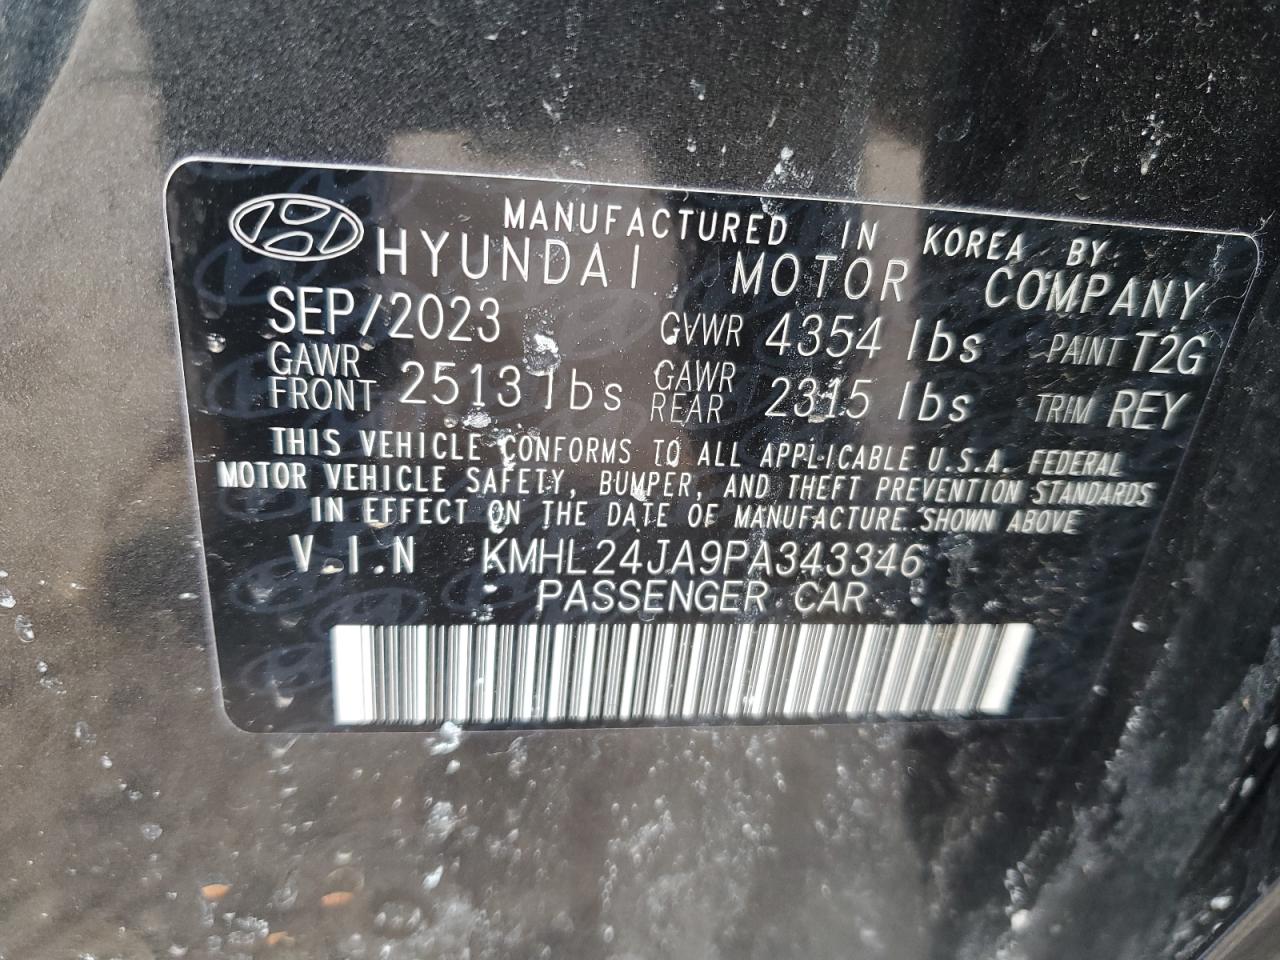 MANUFACTURED IN KOREA BY
HYUNDAI MOTOR COMPANY
SEP/2023 GVWR 4354 lbs PAINT T2G
GAWR FRONT 2513 lbs GAWR REAR 2315 lbs TRIM REY
THIS VEHICLE CONFORMS TO ALL APPLICABLE U.S.A. FEDERAL
MOTOR VEHICLE SAFETY, BUMPER, AND THEFT PREVENTION STANDARDS
IN EFFECT ON THE DATE OF MANUFACTURE SHOWN ABOVE
V.I.N KMHL24JA9PA343346
PASSENGER CAR